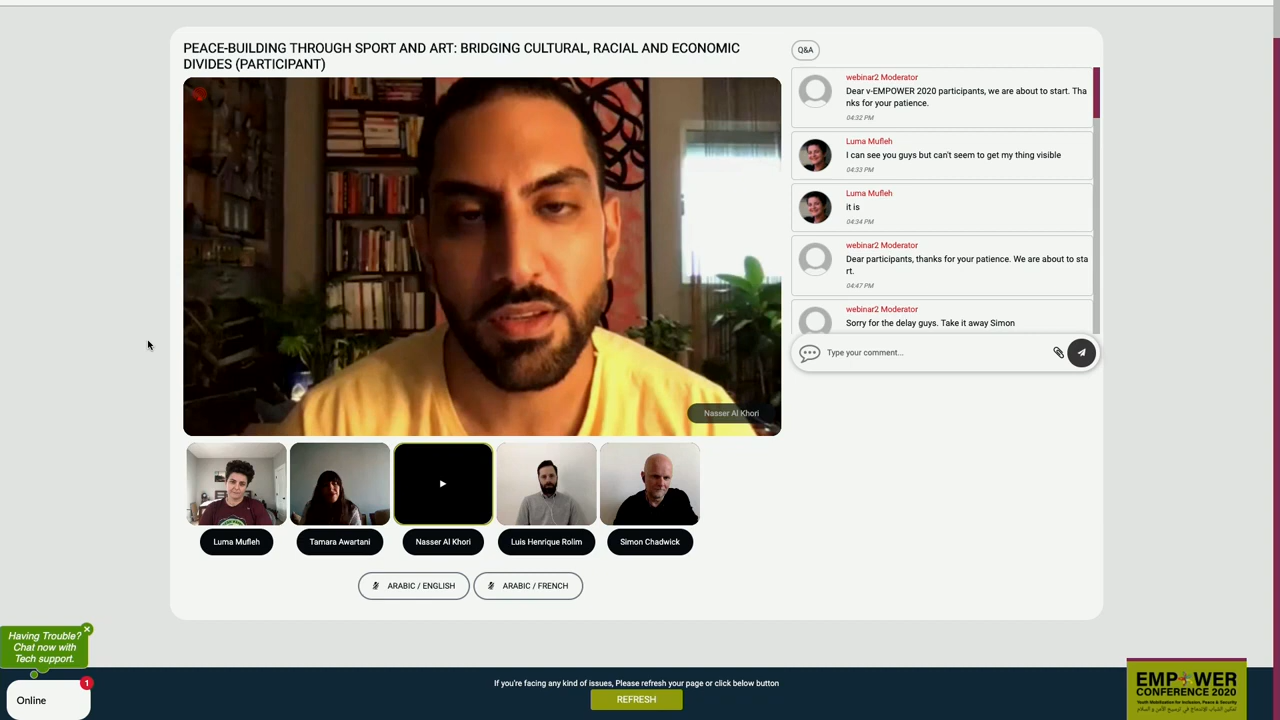 PEACE-BUILDING THROUGH SPORT AND ART: BRIDGING CULTURAL, RACIAL AND ECONOMIC
DIVIDES (PARTICIPANT)
Nasser Al Khori
Luma Mufleh
Tamara Awartani
Nasser Al Khori
Luis Henrique Rolim
Simon Chadwick
ARABIC / ENGLISH
ARABIC / FRENCH
Q&A
webinar2 Moderator
Dear v-EMPOWER 2020 participants, we are about to start. Tha
nks for your patience.
04:32 PM
Luma Mufleh
I can see you guys but can't seem to get my thing visible
04:33 PM
Luma Mufleh
it is
04:34 PM
webinar2 Moderator
Dear participants, thanks for your patience. We are about to sta
rt.
04:47 PM
webinar2 Moderator
Sorry for the delay guys. Take it away Simon
Type your comment...
Having Trouble?
Chat now with
Tech support.
1
Online
If you're facing any kind of issues, Please refresh your page or click below button
REFRESH
EMPOWER
CONFERENCE 2020
Youth Mobilisation for Inclusion, Peace & Security